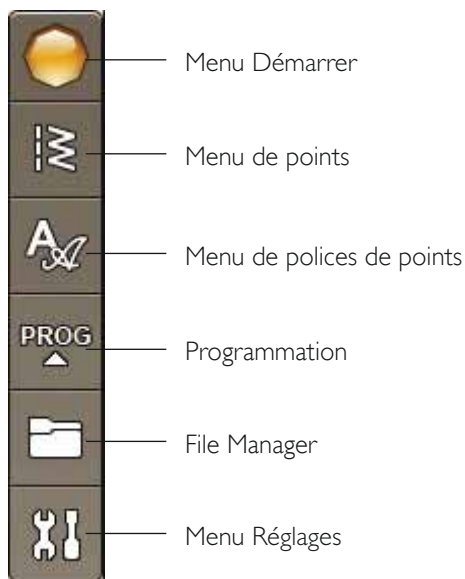 Menu Démarrer
Menu de points
A A
Menu de polices de points
PROG
Programmation
File Manager
Menu Réglages